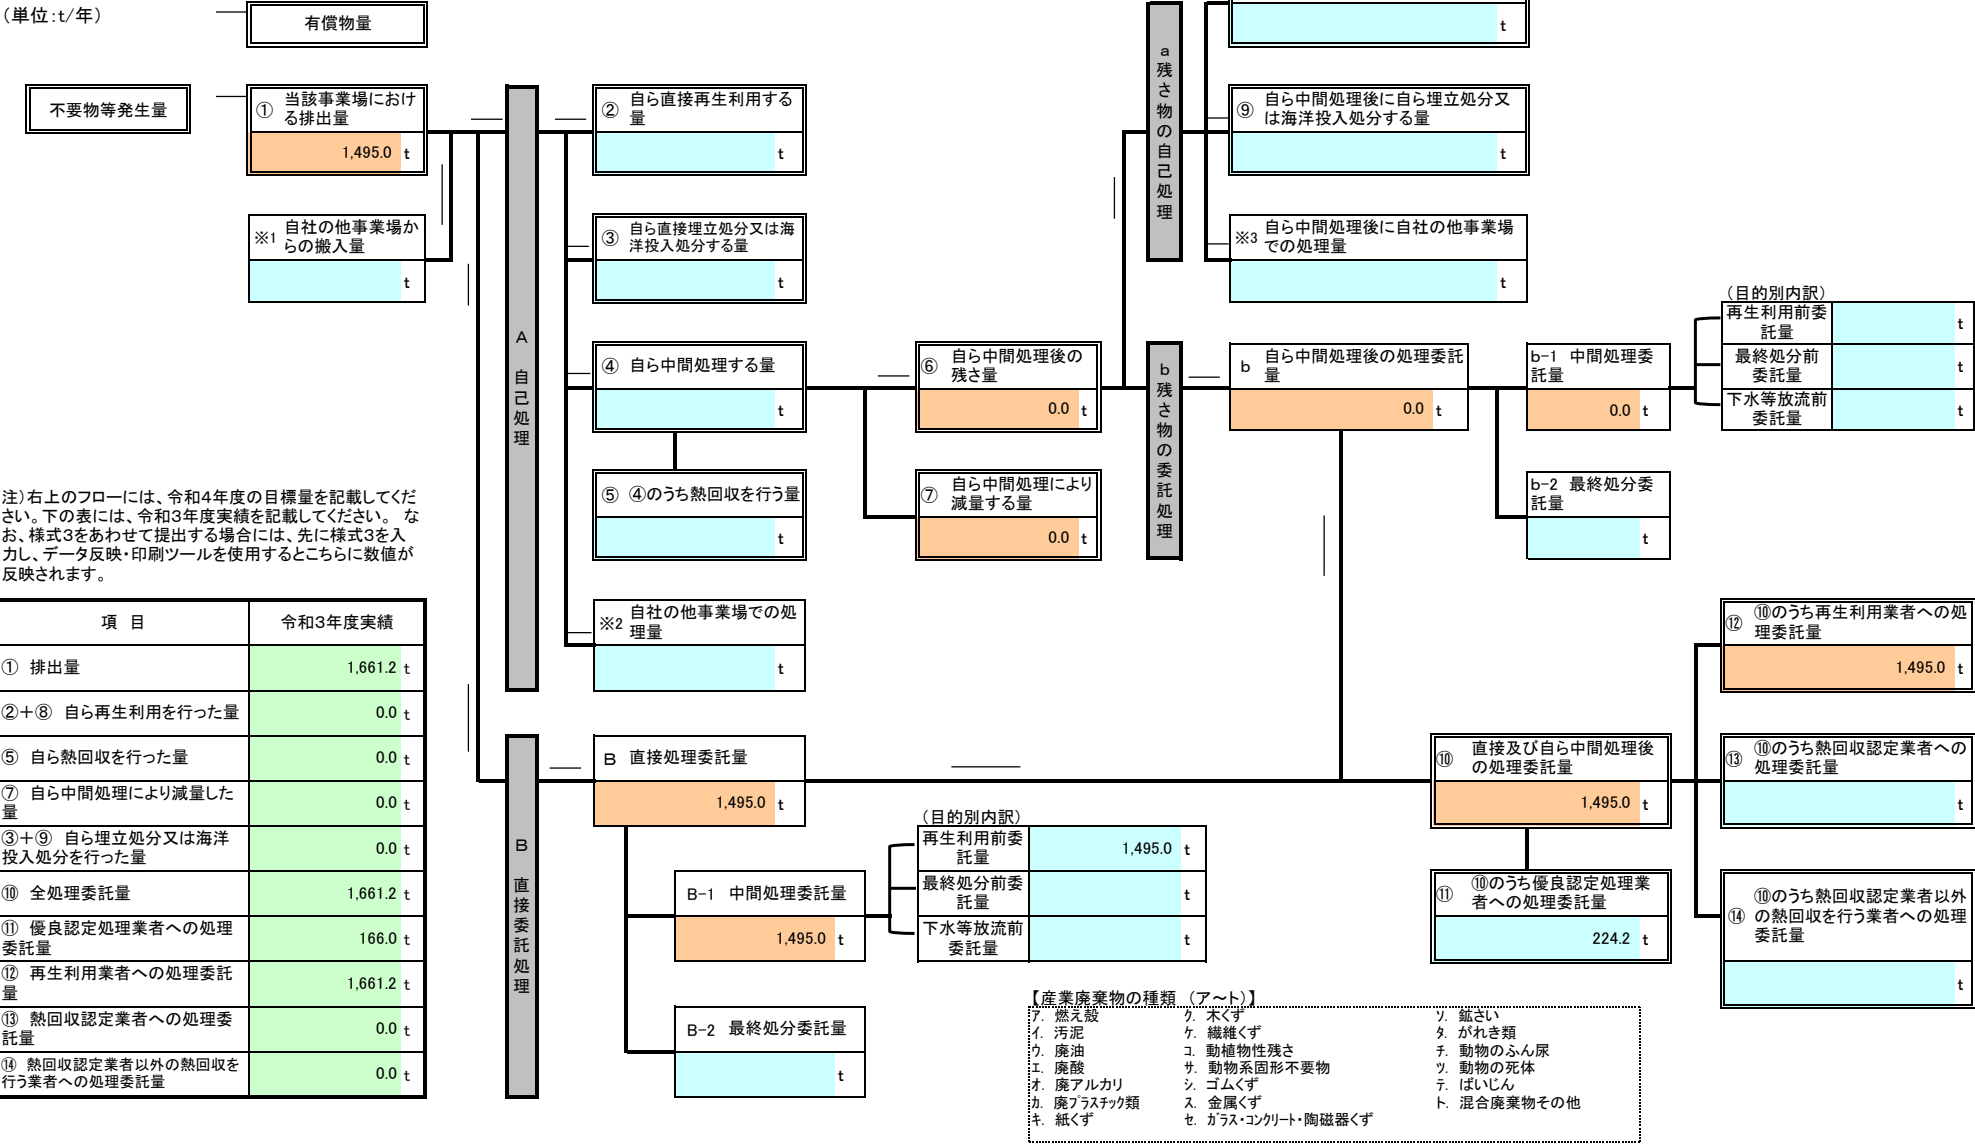 （単位：t／年）
有償物量
不要物等発生量
① 当該事業場におけ
る排出量
1,495.0 t
※1 自社の他事業場か
らの搬入量
t
A 自己処理
② 自ら直接再生利用する
量
t
③ 自ら直接埋立処分又は海
洋投入処分する量
t
④ 自ら中間処理する量
t
⑤ ④のうち熱回収を行う量
t
※2 自社の他事業場での処
理量
t
⑥ 自ら中間処理後の
残さ量
0.0 t
⑦ 自ら中間処理により
減量する量
0.0 t
a 残さ物の自己処理
t
⑨ 自ら中間処理後に自ら埋立処分又
は海洋投入処分する量
t
※3 自ら中間処理後に自社の他事業場
での処理量
t
b 残さ物の委託処理
b 自ら中間処理後の処理委託
量
0.0 t
b-1 中間処理委
託量
0.0 t
（目的別内訳）
再生利用前委
託量
t
最終処分前
委託量
t
下水等放流前
委託量
t
b-2 最終処分委
託量
t
注）右上のフローには、令和４年度の目標量を記載してくだ
さい。下の表には、令和３年度実績を記載してください。 な
お、様式３をあわせて提出する場合には、先に様式３を入
力し、データ反映・印刷ツールを使用するとこちらに数値が
反映されます。
項 目 令和３年度実績
① 排出量 1,661.2 t
②＋⑧ 自ら再生利用を行った量 0.0 t
⑤ 自ら熱回収を行った量 0.0 t
⑦ 自ら中間処理により減量した
量 0.0 t
③＋⑨ 自ら埋立処分又は海洋
投入処分を行った量 0.0 t
⑩ 全処理委託量 1,661.2 t
⑪ 優良認定処理業者への処理
委託量 166.0 t
⑫ 再生利用業者への処理委託
量 1,661.2 t
⑬ 熱回収認定業者への処理委
託量 0.0 t
⑭ 熱回収認定業者以外の熱回収を
行う業者への処理委託量 0.0 t
B 直接委託処理
B 直接処理委託量
1,495.0 t
B-1 中間処理委託量
1,495.0 t
B-2 最終処分委託量
t
（目的別内訳）
再生利用前委
託量
1,495.0 t
最終処分前委
託量
t
下水等放流前
委託量
t
⑩ 直接及び自ら中間処理後
の処理委託量
1,495.0 t
⑪ ⑩のうち優良認定処理業
者への処理委託量
224.2 t
⑫ ⑩のうち再生利用業者への処
理委託量
1,495.0 t
⑬ ⑩のうち熱回収認定業者への
処理委託量
t
⑭ ⑩のうち熱回収認定業者以外
の熱回収を行う業者への処理
委託量
t
【産業廃棄物の種類 （ア～ト）】
ｱ. 燃え殻 ｸ. 木くず ｿ. 鉱さい
ｲ. 汚泥 ｹ. 繊維くず ﾀ. がれき類
ｳ. 廃油 ｺ. 動植物性残さ ﾁ. 動物のふん尿
ｴ. 廃酸 ｻ. 動物系固形不要物 ﾂ. 動物の死体
ｵ. 廃アルカリ ｼ. ゴムくず ﾃ. ばいじん
ｶ. 廃ﾌﾟﾗｽﾁｯｸ類 ｽ. 金属くず ﾄ. 混合廃棄物その他
ｷ. 紙くず ｾ. ｶﾞﾗｽ・ｺﾝｸﾘｰﾄ・陶磁器くず